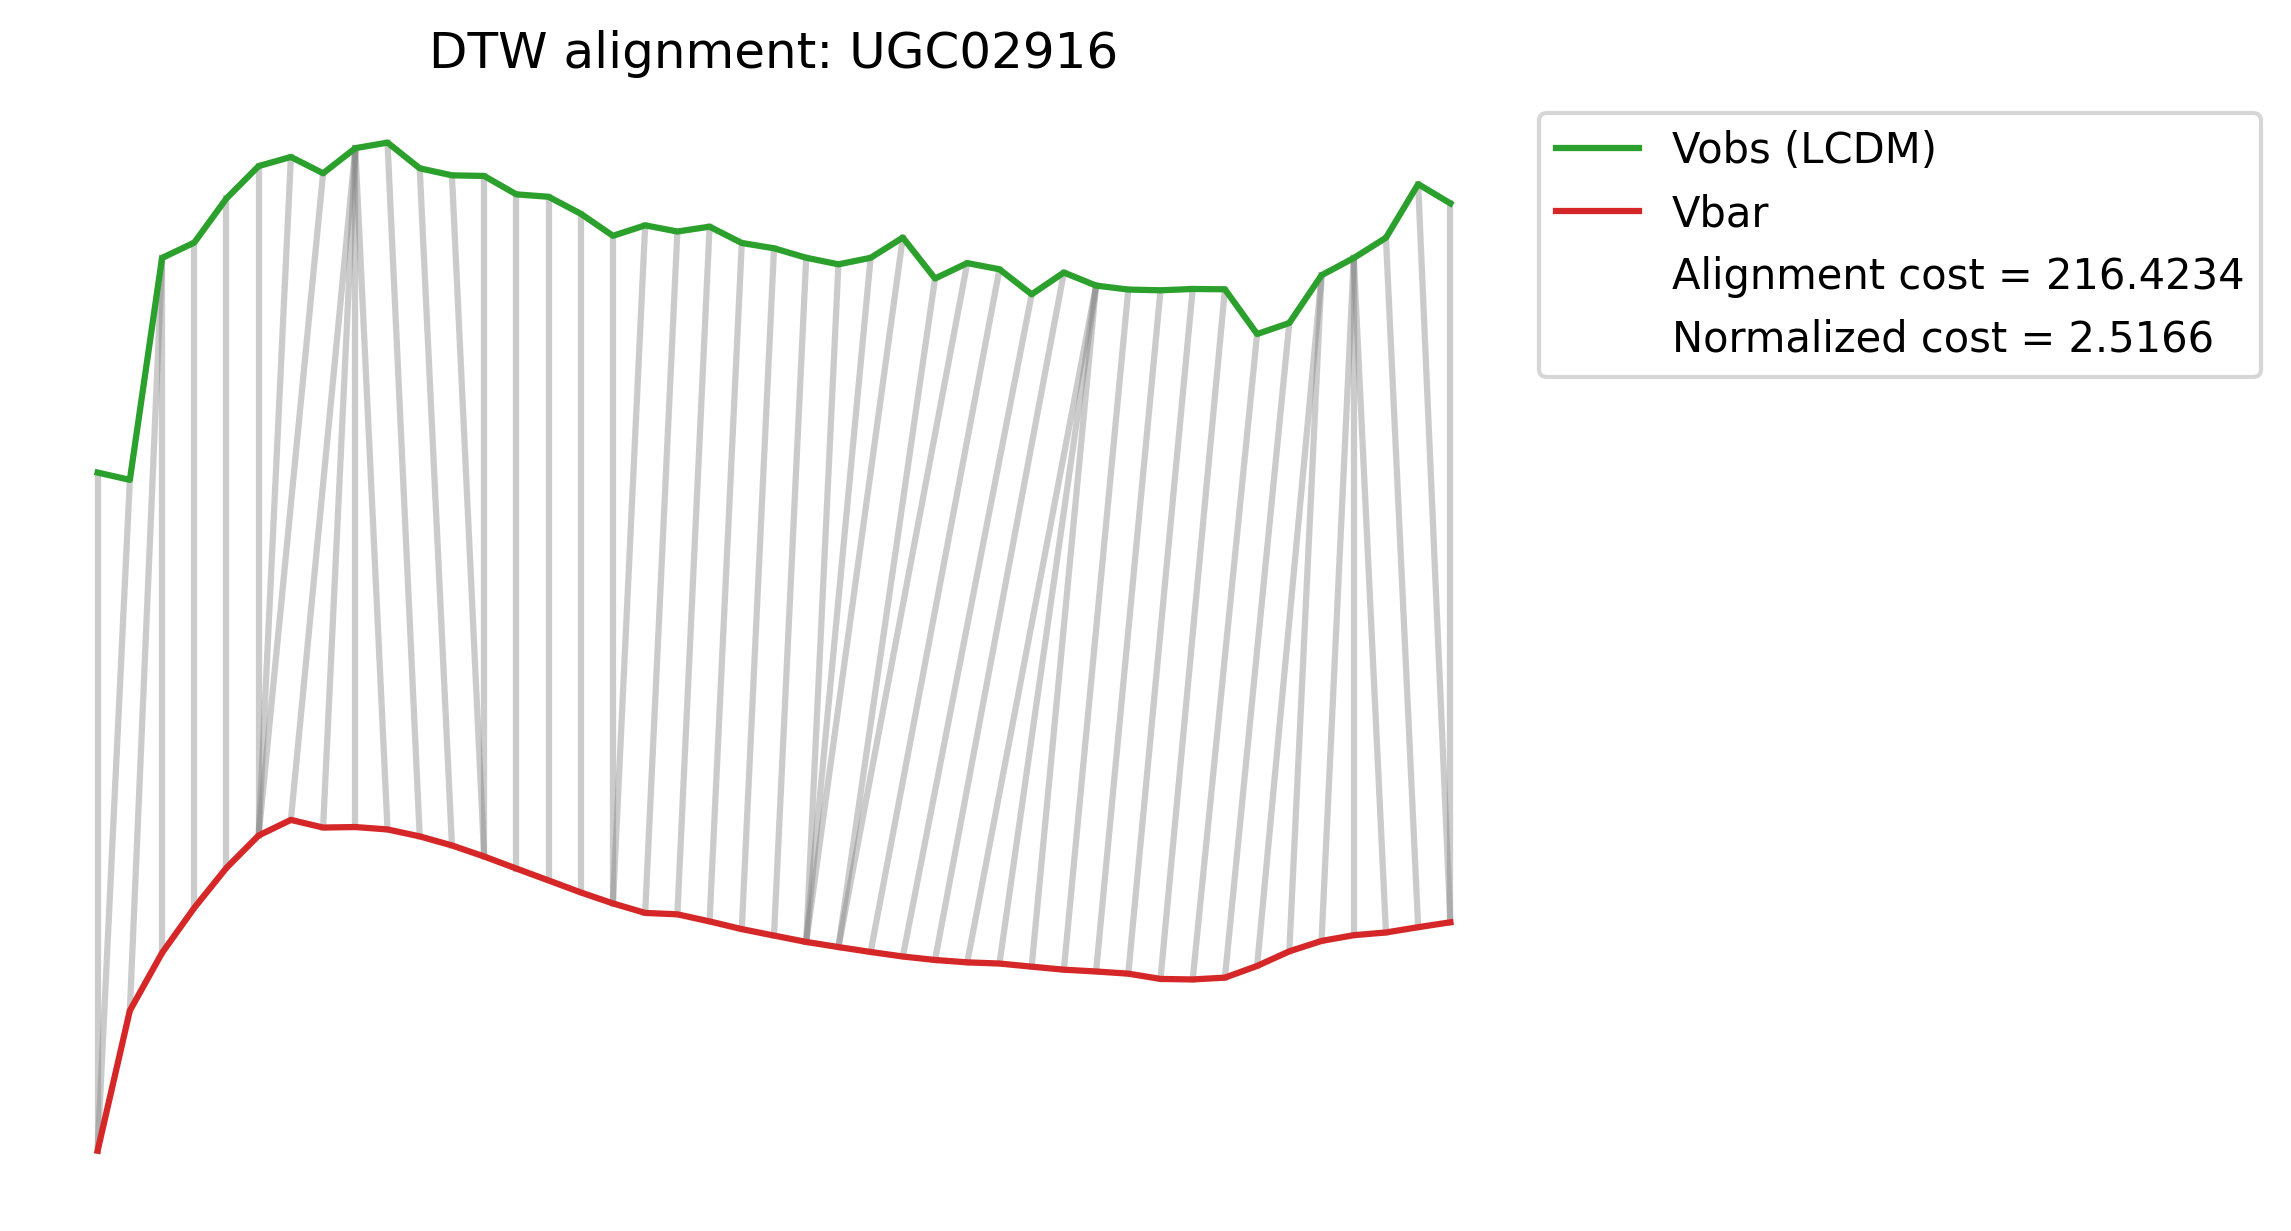 DTW alignment: UGC02916
Vobs (LCDM)
Vbar
Alignment cost = 216.4234
Normalized cost = 2.5166